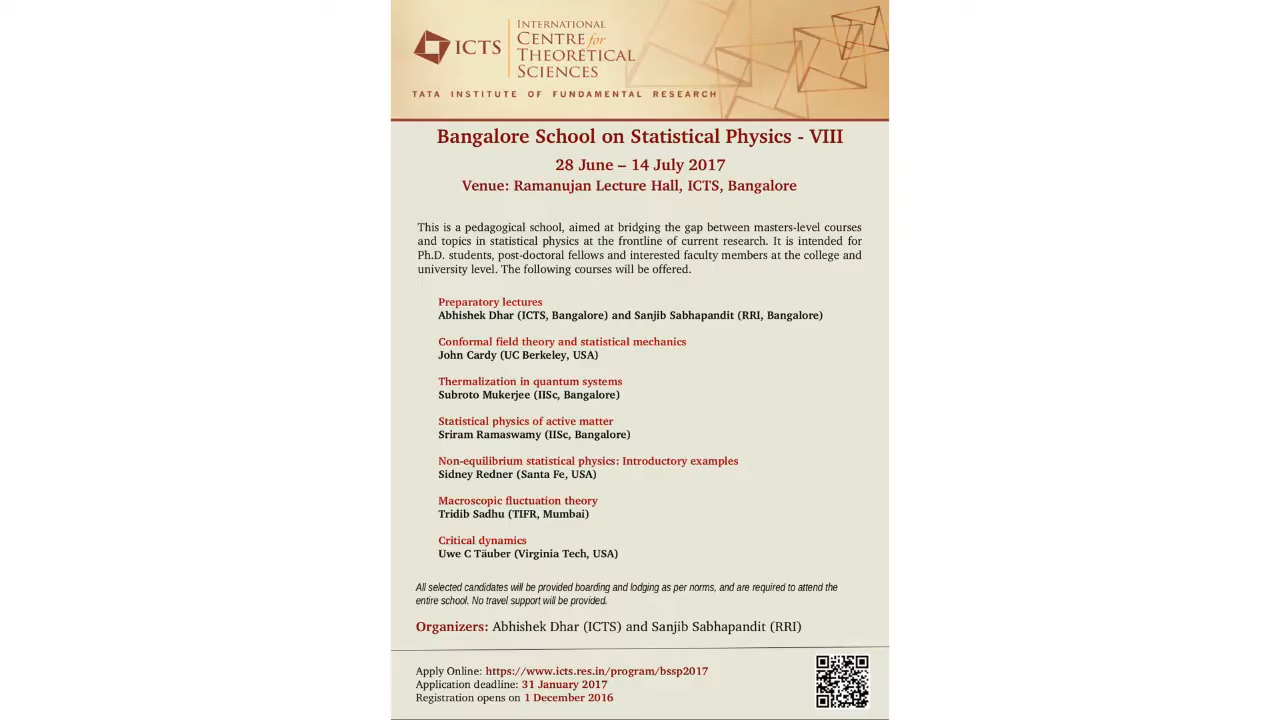 ICTS
INTERNATIONAL
CENTRE for
THEORETICAL
SCIENCES
TATA INSTITUTE OF FUNDAMENTAL RESEARCH
Bangalore School on Statistical Physics - VIII
28 June – 14 July 2017
Venue: Ramanujan Lecture Hall, ICTS, Bangalore
This is a pedagogical school, aimed at bridging the gap between masters-level courses
and topics in statistical physics at the frontline of current research. It is intended for
Ph.D. students, post-doctoral fellows and interested faculty members at the college and
university level. The following courses will be offered.
Preparatory lectures
Abhishek Dhar (ICTS, Bangalore) and Sanjib Sabhapandit (RRI, Bangalore)
Conformal field theory and statistical mechanics
John Cardy (UC Berkeley, USA)
Thermalization in quantum systems
Subroto Mukerjee (IISc, Bangalore)
Statistical physics of active matter
Sriram Ramaswamy (IISc, Bangalore)
Non-equilibrium statistical physics: Introductory examples
Sidney Redner (Santa Fe, USA)
Macroscopic fluctuation theory
Tridib Sadhu (TIFR, Mumbai)
Critical dynamics
Uwe C Täuber (Virginia Tech, USA)
All selected candidates will be provided boarding and lodging as per norms, and are required to attend the
entire school. No travel support will be provided.
Organizers: Abhishek Dhar (ICTS) and Sanjib Sabhapandit (RRI)
Apply Online: https://www.icts.res.in/program/bssp2017
Application deadline: 31 January 2017
Registration opens on 1 December 2016